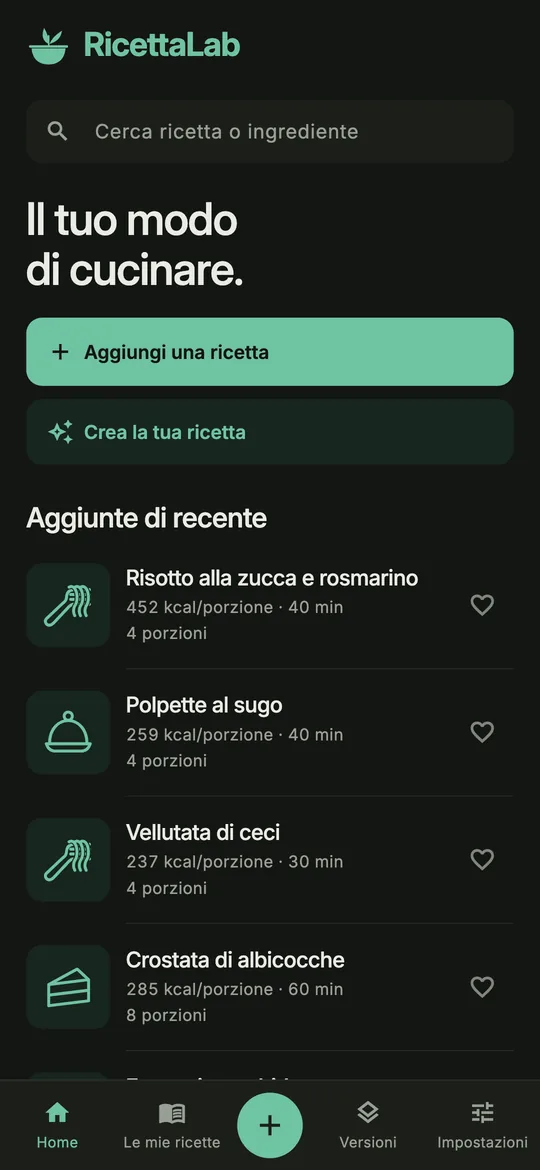 RicettaLab
Cerca ricetta o ingrediente
Il tuo modo
di cucinare.
Aggiungi una ricetta
Crea la tua ricetta
Aggiunte di recente
Risotto alla zucca e rosmarino
452 kcal/porzione · 40 min
4 porzioni
Polpette al sugo
259 kcal/porzione · 40 min
4 porzioni
Vellutata di ceci
237 kcal/porzione · 30 min
4 porzioni
Crostata di albicocche
285 kcal/porzione · 60 min
8 porzioni
Home
Le mie ricette
Versioni
Impostazioni